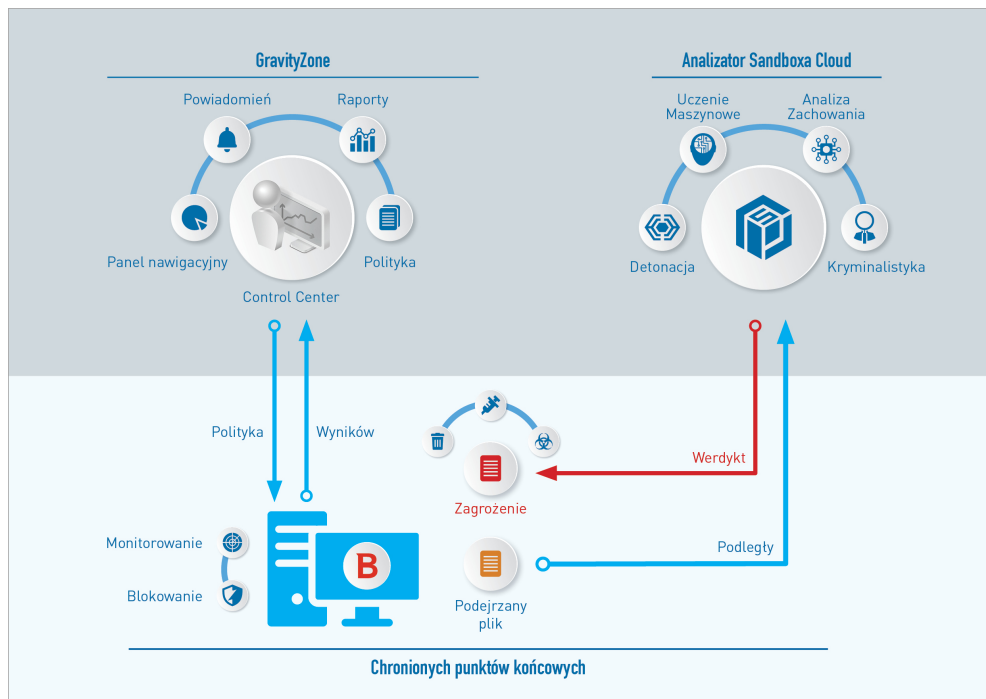 GravityZone
Powiadomień
Raporty
Panel nawigacyjny
Polityka
Control Center
Analizator Sandboxa Cloud
Uczenie
Maszynowe
Analiza
Zachowania
Detonacja
Kryminalistyka
Polityka
Wyników
Werdykt
Zagrożenie
Monitorowanie
Blokowanie
B
Podejrzany
plik
Podległy
Chronionych punktów końcowych